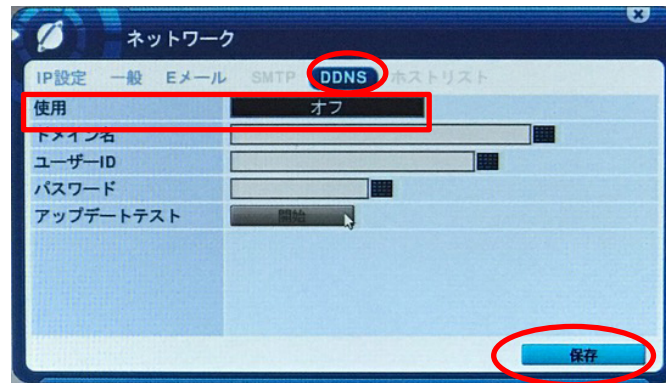 ネットワーク
IP設定 一般 Eメール SMTP DDNS ホストリスト
使用 オフ
ドメイン名
ユーザーID
パスワード
アップデートテスト 開始
保存